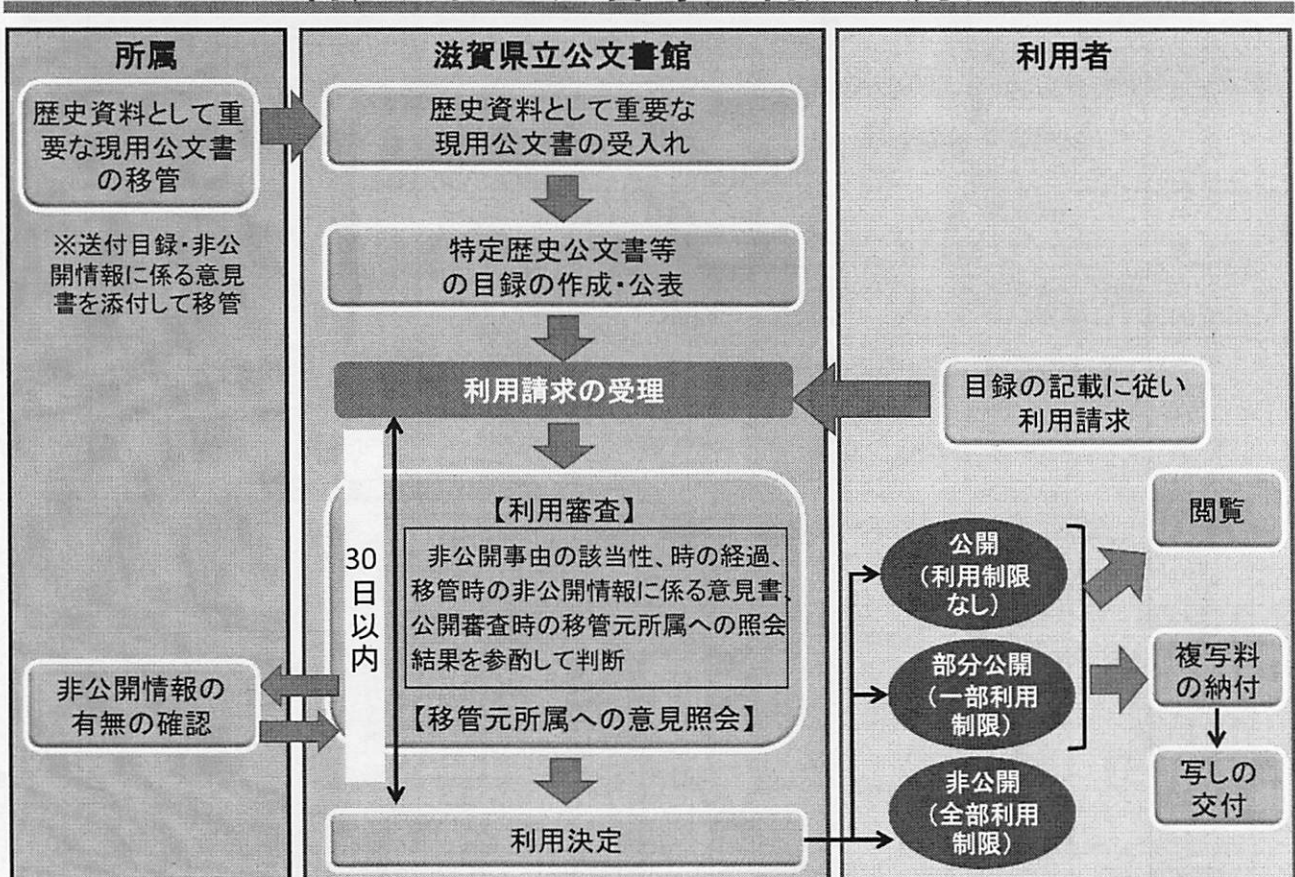 所属
歴史資料として重
要な現用公文書
の移管
※送付目録・非公
開情報に係る意見
書を添付して移管
非公開情報の
有無の確認
滋賀県立公文書館
歴史資料として重要な
現用公文書の受入れ
特定歴史公文書等
の目録の作成・公表
利用請求の受理
30
日
以
内
【利用審査】
非公開事由の該当性、時の経過、
移管時の非公開情報に係る意見書、
公開審査時の移管元所属への照会
結果を参酌して判断
【移管元所属への意見照会】
利用決定
利用者
目録の記載に従い
利用請求
公開
(利用制限
なし)
部分公開
(一部利用
制限)
非公開
(全部利用
制限)
閲覧
複写料
の納付
写しの
交付